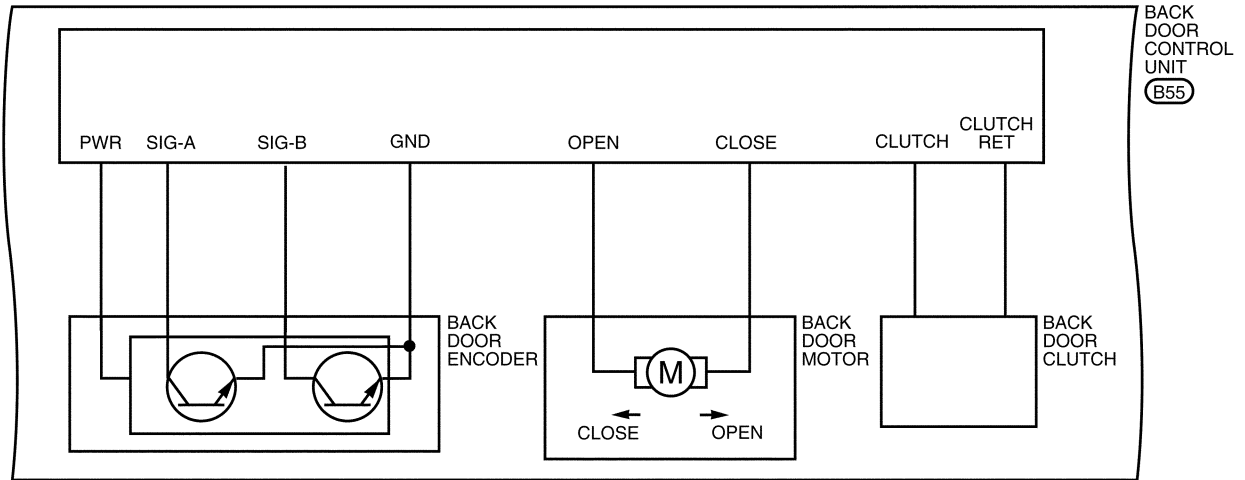 BACK
DOOR
CONTROL
UNIT
B55
PWR
SIG-A
SIG-B
GND
OPEN
CLOSE
CLUTCH
CLUTCH
RET
BACK
DOOR
ENCODER
BACK
DOOR
MOTOR
BACK
DOOR
CLUTCH
M
CLOSE
OPEN